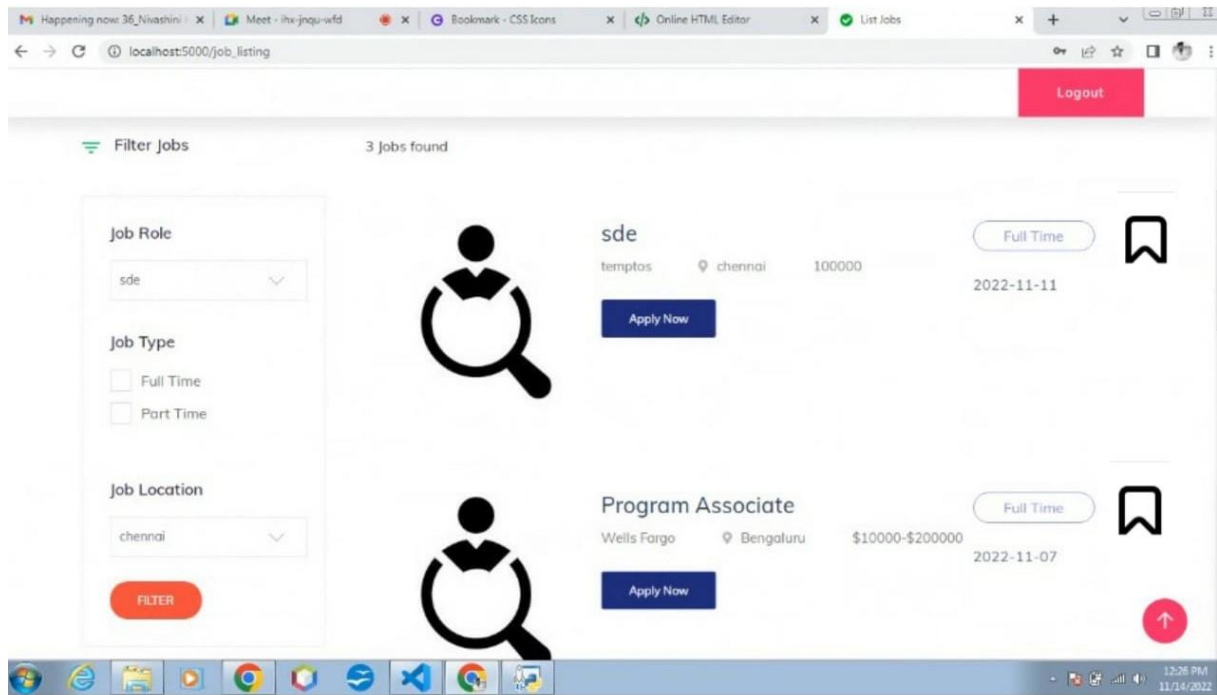 Happening now: 36_Nivashini
Meet - ihx-jnqu-wfd
Bookmark - CSS Icons
Online HTML Editor
List Jobs
localhost:5000/job_listing
Logout
Filter Jobs
3 Jobs found
Job Role
sde
Job Type
Full Time
Part Time
Job Location
chennai
FILTER
sde
temptos chennai 100000
Apply Now
Full Time
2022-11-11
Program Associate
Wells Fargo Bengaluru $10000-$200000
Apply Now
Full Time
2022-11-07
12:26 PM
11/14/2022